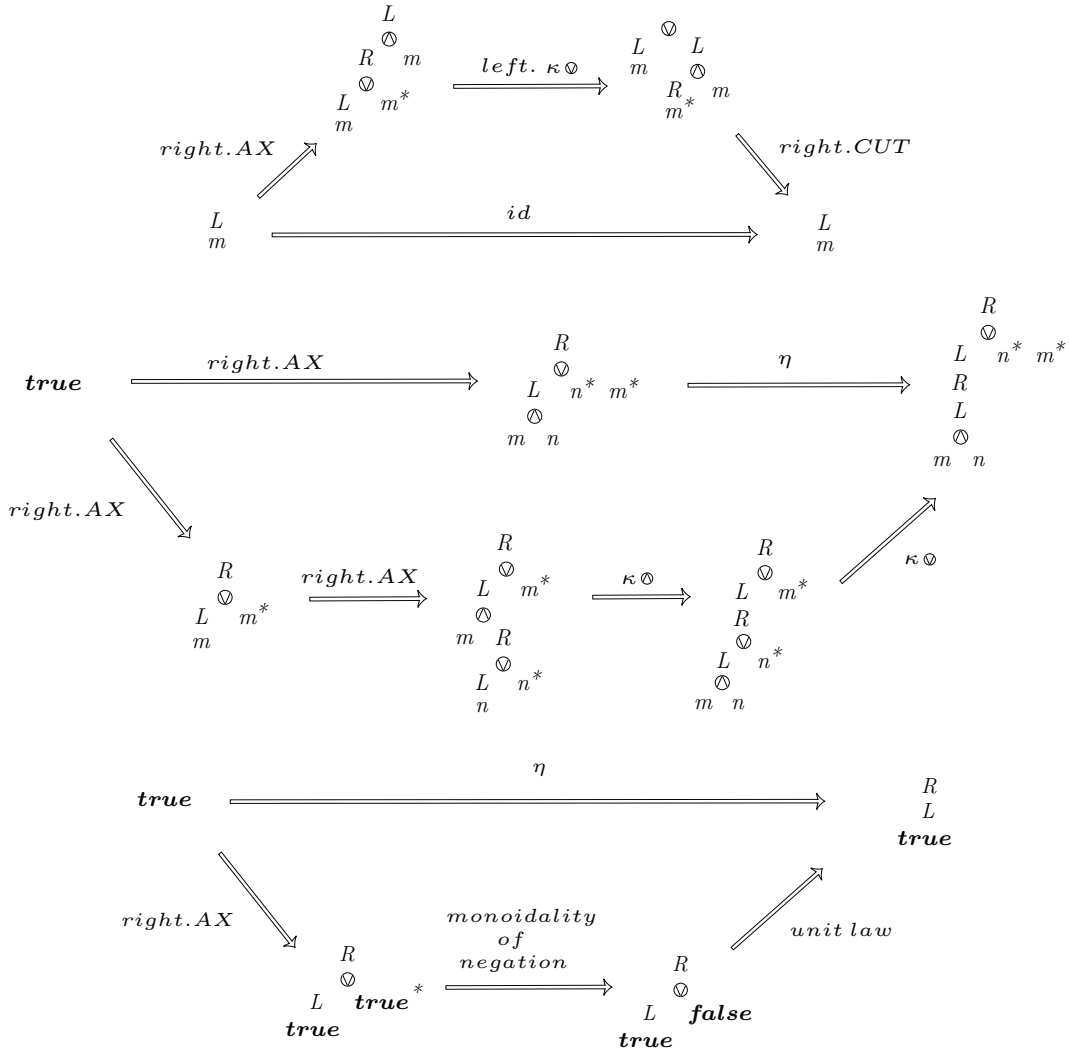 L
m
R
L m*
m
right.AX
left. κ⊘
L L
m m
R
m*
right.CUT
L
m
id
L
m
true
right.AX
R
L n* m*
m n
η
R
L n* m*
R
L
m n
right.AX
R
L m*
m
right.AX
R
L m*
m R
L n*
n
κ⊘
R
L m*
R
L n*
m n
κ⊘
true
η
R
L
true
right.AX
R
L true*
true
monoidality
of
negation
R
L false
true
unit law